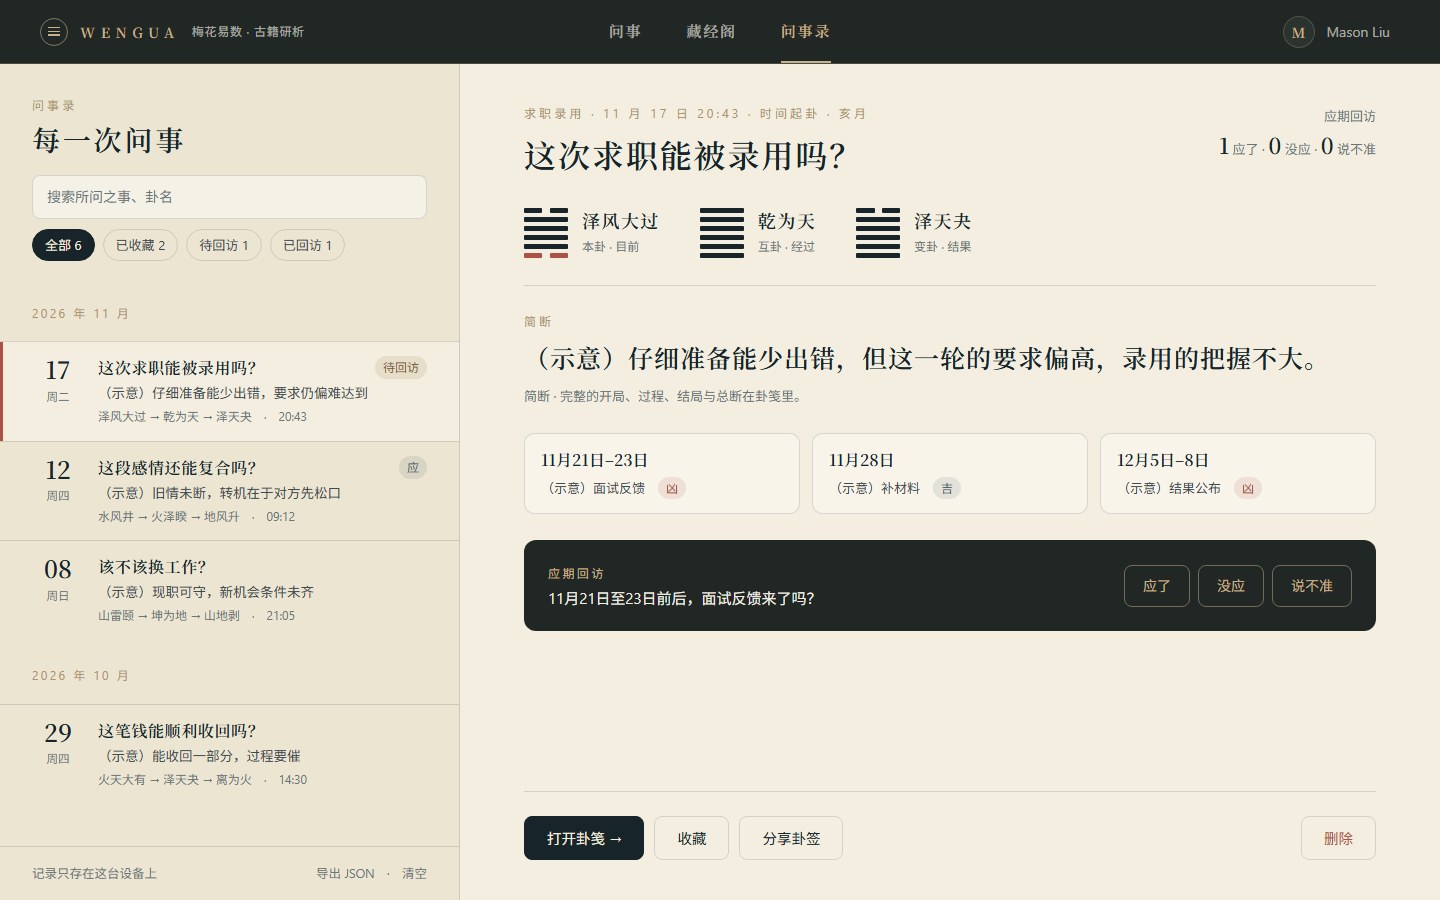 WENGUA 梅花易数 · 古籍研析
问事 藏经阁 问事录
M Mason Liu
问事录
每一次问事
搜索所问之事、卦名
全部 6 已收藏 2 待回访 1 已回访 1
2026 年 11 月
17 周二
这次求职能被录用吗？ 待回访
（示意）仔细准备能少出错，要求仍偏难达到
泽风大过 → 乾为天 → 泽天夬 · 20:43
12 周四
这段感情还能复合吗？ 应
（示意）旧情未断，转机在于对方先松口
水风井 → 火泽睽 → 地风升 · 09:12
08 周日
该不该换工作？
（示意）现职可守，新机会条件未齐
山雷颐 → 坤为地 → 山地剥 · 21:05
2026 年 10 月
29 周四
这笔钱能顺利收回吗？
（示意）能收回一部分，过程要催
火天大有 → 泽天夬 → 离为火 · 14:30
记录只存在这台设备上 导出 JSON · 清空
求职录用 · 11 月 17 日 20:43 · 时间起卦 · 亥月
这次求职能被录用吗？
应期回访
1 应了 · 0 没应 · 0 说不准
泽风大过
本卦 · 目前
乾为天
互卦 · 经过
泽天夬
变卦 · 结果
简断
（示意）仔细准备能少出错，但这一轮的要求偏高，录用的把握不大。
简断 · 完整的开局、过程、结局与总断在卦笺里。
11月21日–23日
（示意）面试反馈 凶
11月28日
（示意）补材料 吉
12月5日–8日
（示意）结果公布 凶
应期回访
11月21日至23日前后，面试反馈来了吗？
应了 没应 说不准
打开卦笺 → 收藏 分享卦签 删除